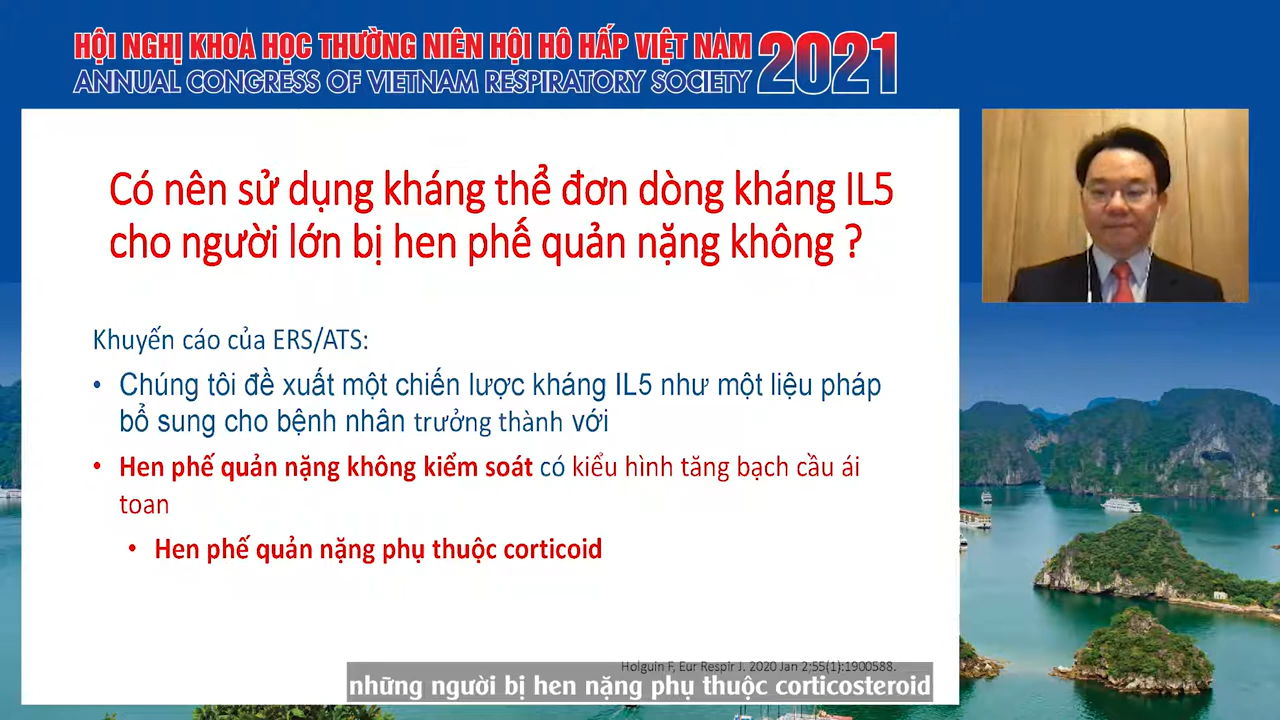 HỘI NGHỊ KHOA HỌC THƯỜNG NIÊN HỘI HÔ HẤP VIỆT NAM 2021
ANNUAL CONGRESS OF VIETNAM RESPIRATORY SOCIETY
Có nên sử dụng kháng thể đơn dòng kháng IL5
cho người lớn bị hen phế quản nặng không ?
Khuyến cáo của ERS/ATS:
• Chúng tôi đề xuất một chiến lược kháng IL5 như một liệu pháp
bổ sung cho bệnh nhân trưởng thành với
• Hen phế quản nặng không kiểm soát có kiểu hình tăng bạch cầu ái
toan
• Hen phế quản nặng phụ thuộc corticoid
Holguin F, Eur Respir J. 2020 Jan 2;55(1):1900588.
những người bị hen nặng phụ thuộc corticosteroid